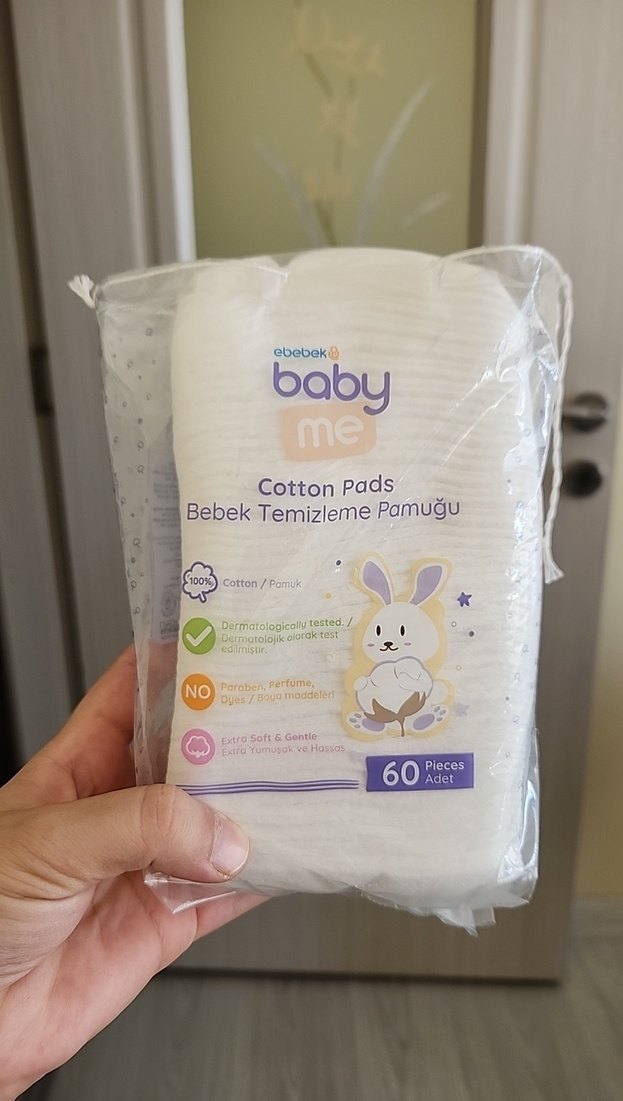 ebebek
baby
me
Cotton Pads
Bebek Temizleme Pamuğu
100%
Cotton / Pamuk
Dermatologically tested. /
Dermatolojik olarak test
edilmiştir.
NO
Paraben, Perfume,
Dyes / Boya maddeleri
Extra Soft & Gentle
Extra Yumuşak ve Hassas
60 Pieces
Adet